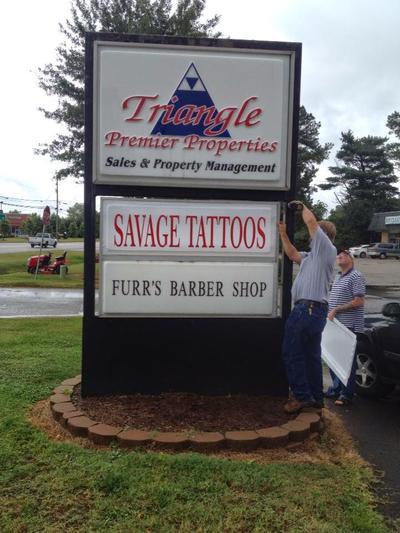 Triangle
Premier Properties
Sales & Property Management
SAVAGE TATTOOS
FURR'S BARBER SHOP